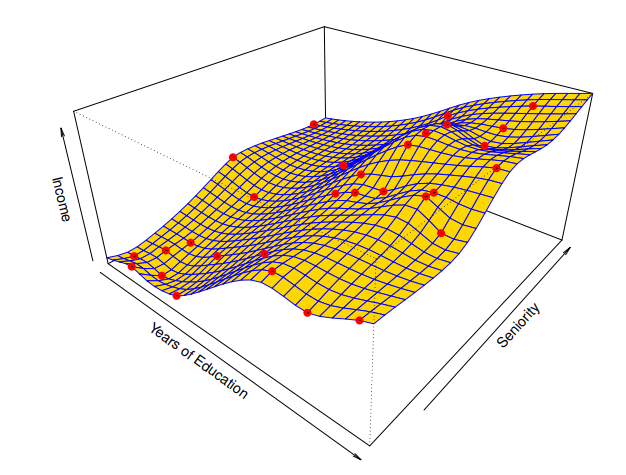 Income
Years of Education
Seniority